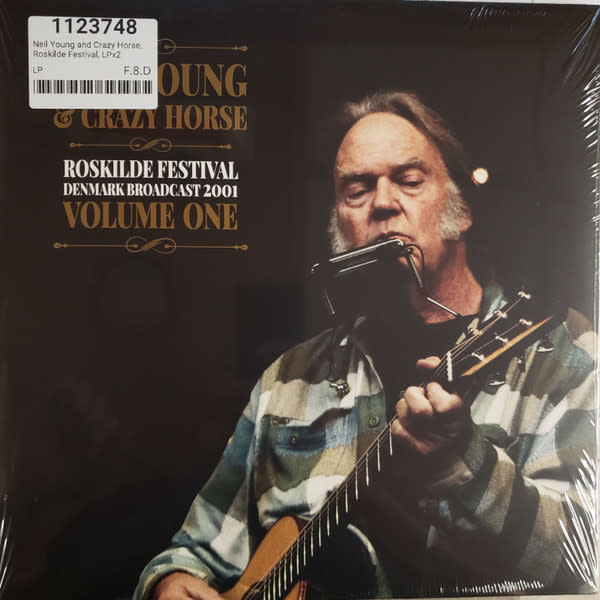 1123748
Neil Young and Crazy Horse,
Roskilde Festival, LPx2
LP F.8.D
OUNG
& CRAZY HORSE
ROSKILDE FESTIVAL
DENMARK BROADCAST 2001
VOLUME ONE